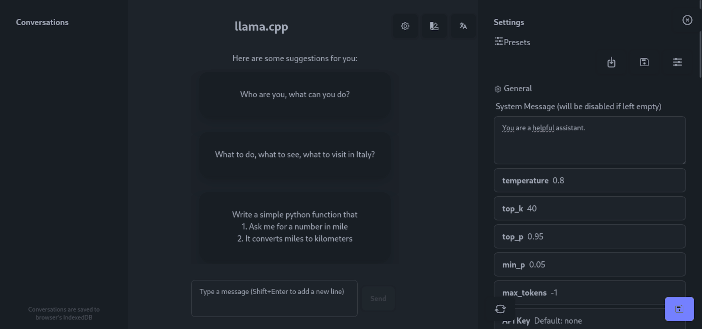 Conversations
Conversations are saved to
browser's IndexedDB
llama.cpp
Here are some suggestions for you:
Who are you, what can you do?
What to do, what to see, what to visit in Italy?
Write a simple python function that
1. Ask me for a number in mile
2. It converts miles to kilometers
Type a message (Shift+Enter to add a new line)
Send
Settings
Presets
General
System Message (will be disabled if left empty)
You are a helpful assistant.
temperature 0.8
top_k 40
top_p 0.95
min_p 0.05
max_tokens -1
API Key Default: none